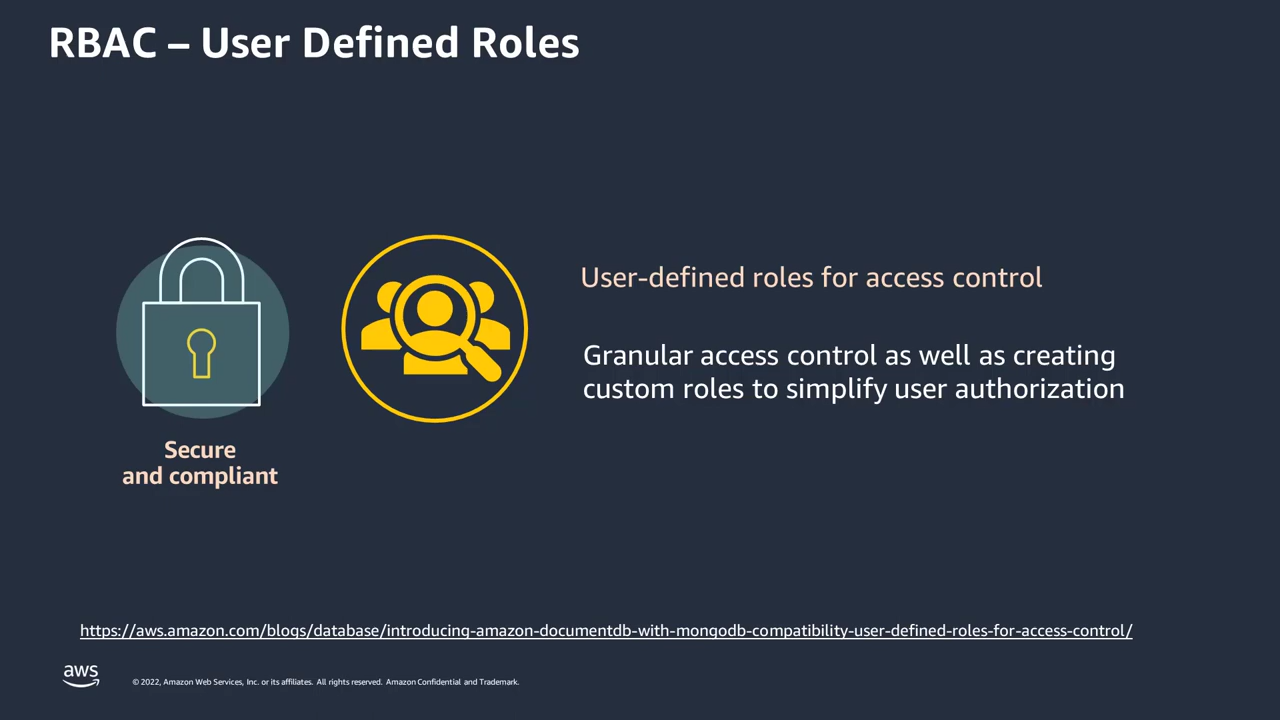 RBAC – User Defined Roles
User-defined roles for access control
Granular access control as well as creating
custom roles to simplify user authorization
Secure
and compliant
https://aws.amazon.com/blogs/database/introducing-amazon-documentdb-with-mongodb-compatibility-user-defined-roles-for-access-control/
aws
© 2022, Amazon Web Services, Inc. or its affiliates. All rights reserved. Amazon Confidential and Trademark.